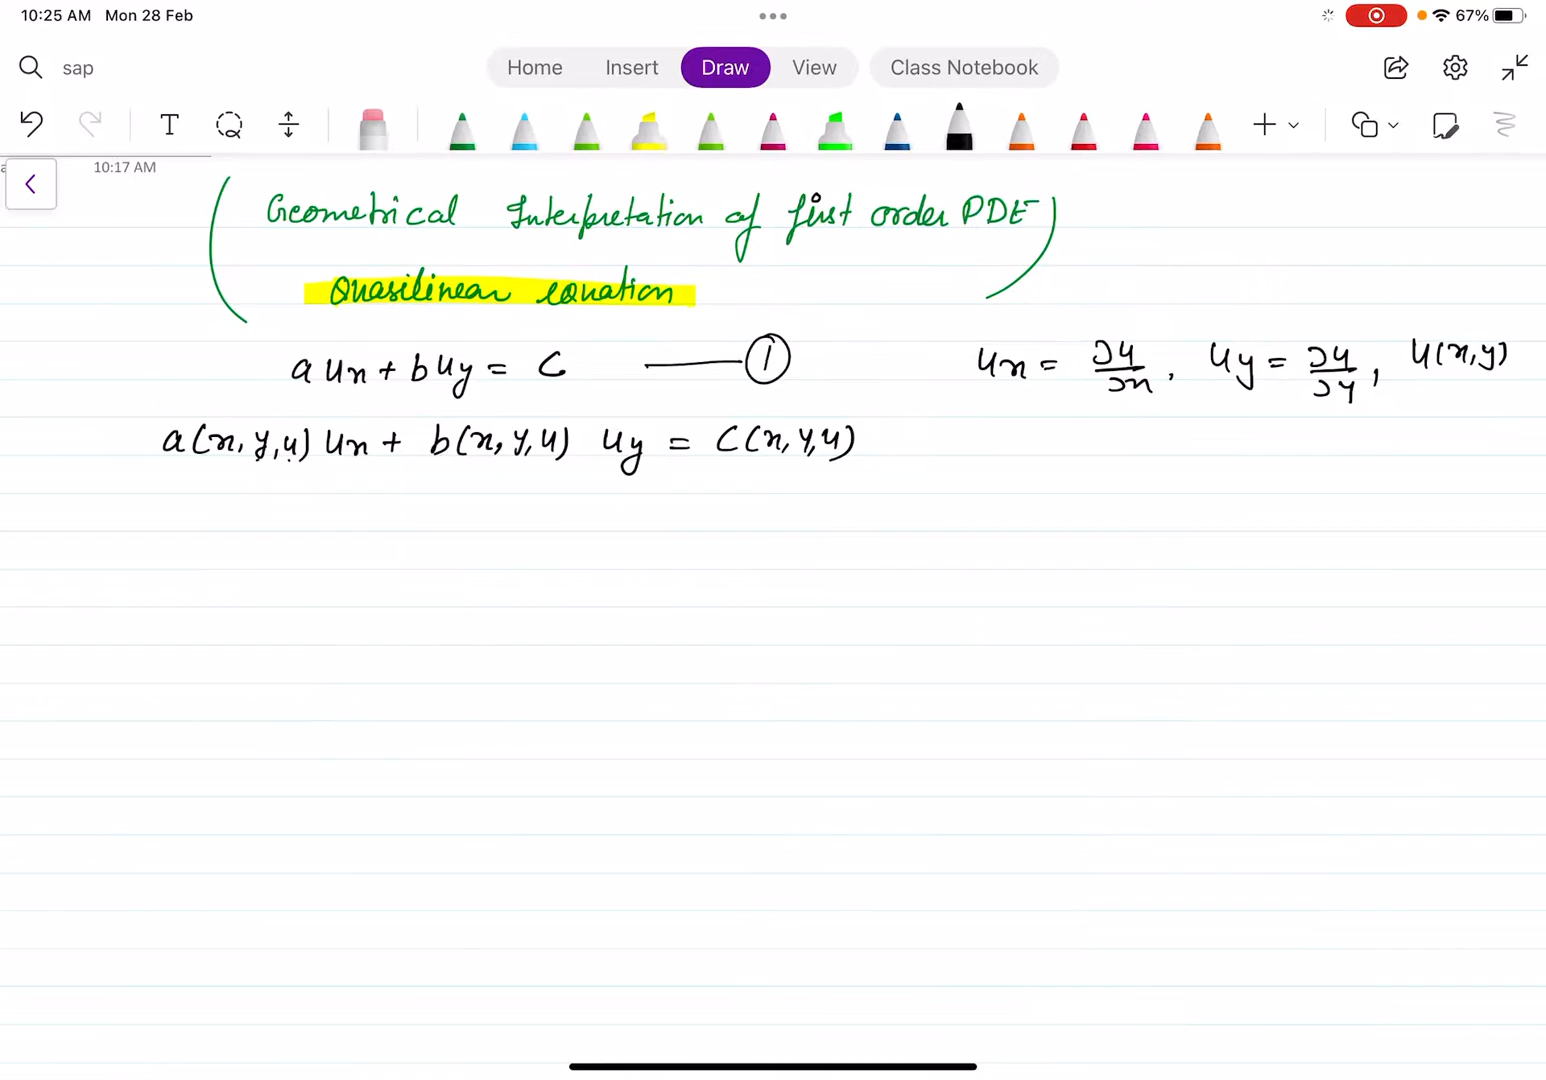 10:25 AM Mon 28 Feb
67%
sap
Home Insert Draw View Class Notebook
T
10:17 AM
(Geometrical Interpretation of first order PDE)
Quasilinear equation
a ux + b uy = C —— ① ux = ∂u/∂x, uy = ∂u/∂y, u(x,y)
a(x,y,u) ux + b(x,y,u) uy = C(x,y,u)